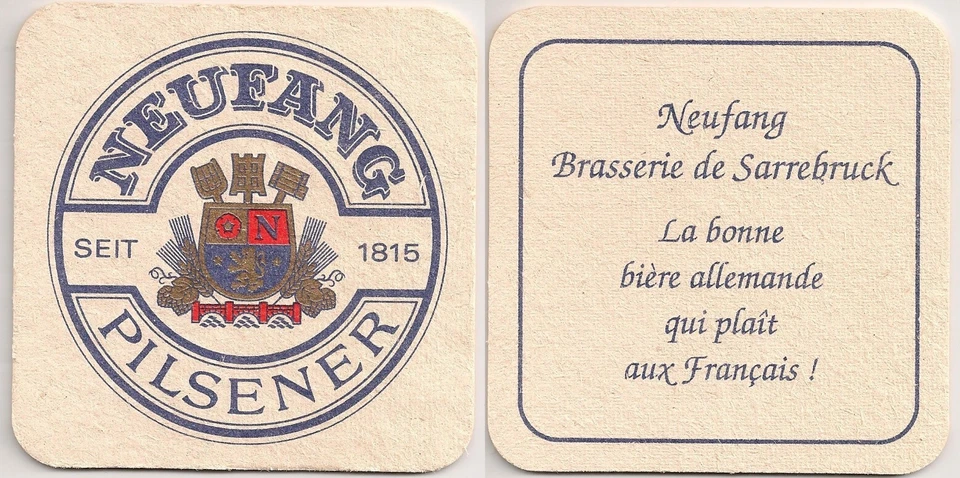 NEUFANG
N
SEIT 1815
PILSENER
Neufang
Brasserie de Sarrebruck
La bonne
bière allemande
qui plaît
aux Français !